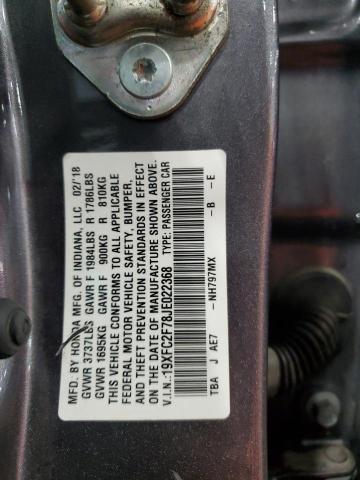 MFD. BY HONDA MFG. OF INDIANA, LLC 02/'18
GVWR 3737LBS GAWR F 1984LBS R 1786LBS
GVWR 1695KG GAWR F 900KG R 810KG
THIS VEHICLE CONFORMS TO ALL APPLICABLE
FEDERAL MOTOR VEHICLE SAFETY, BUMPER,
AND THEFT PREVENTION STANDARDS IN EFFECT
ON THE DATE OF MANUFACTURE SHOWN ABOVE.
V.I.N.:19XFC2F78JE022368 TYPE: PASSENGER CAR
-NH797MX -B -E
TBA J AE7